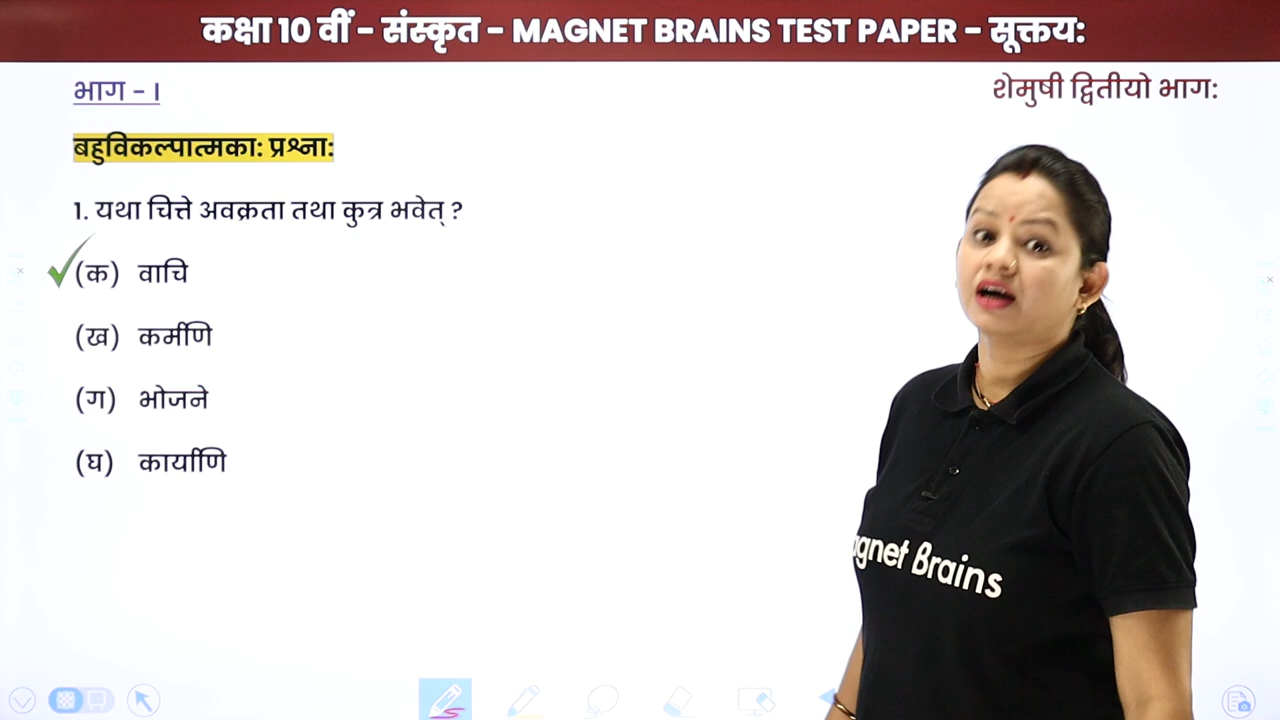 कक्षा 10 वीं - संस्कृत - MAGNET BRAINS TEST PAPER - सूक्तय:
भाग - I
शेमुषी द्वितीयो भाग:
बहुविकल्पात्मका: प्रश्ना:
1. यथा चित्ते अवक्रता तथा कुत्र भवेत् ?
(क) वाचि
(ख) कर्मणि
(ग) भोजने
(घ) कार्याणि
agnet Brains